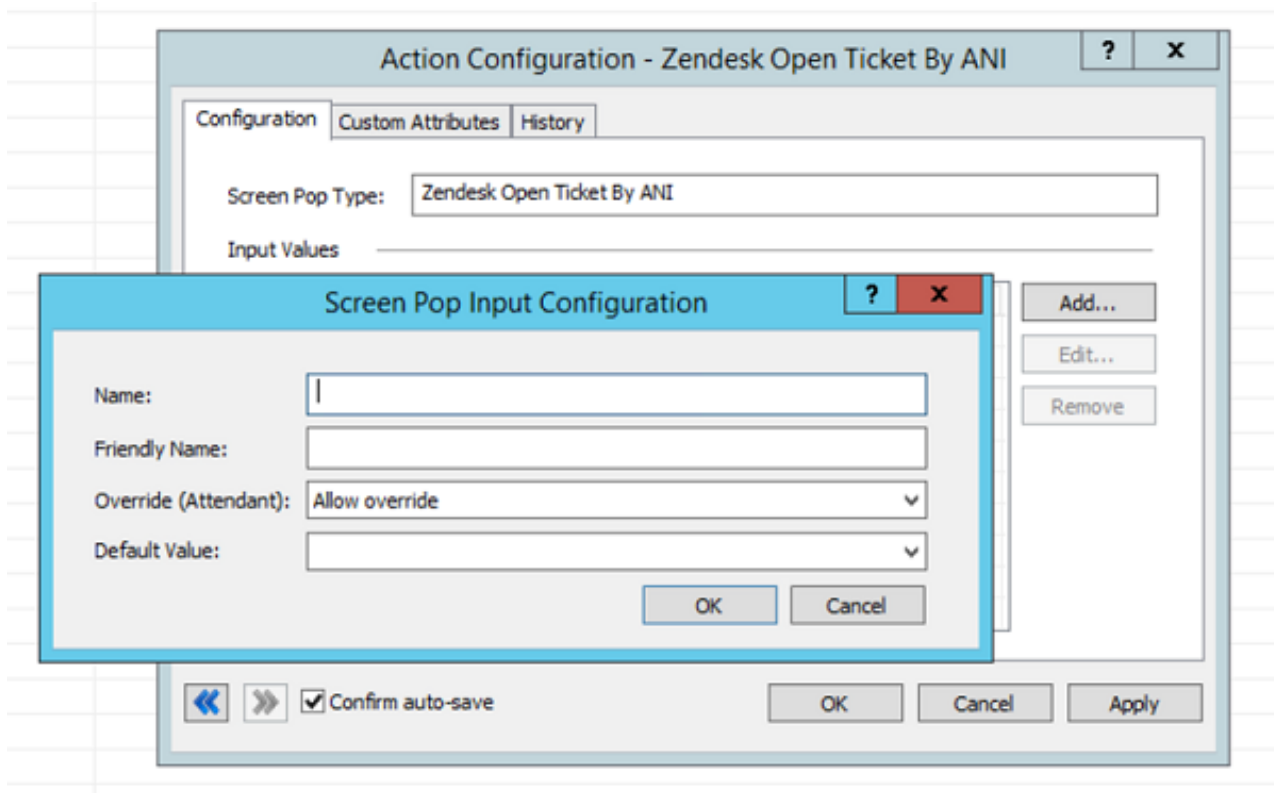 Action Configuration - Zendesk Open Ticket By ANI ? x
Configuration Custom Attributes History
Screen Pop Type: Zendesk Open Ticket By ANI
Input Values
Screen Pop Input Configuration ? x
Add...
Edit...
Remove
Name:
Friendly Name:
Override (Attendant): Allow override
Default Value:
OK Cancel
Confirm auto-save OK Cancel Apply